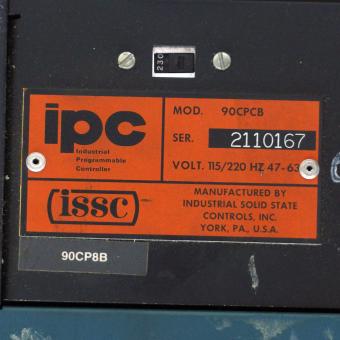 230
ipc
Industrial
Programmable
Controller
MOD. 90CPCB
SER. 2110167
VOLT. 115/220 HZ 47-63
issc
MANUFACTURED BY
INDUSTRIAL SOLID STATE
CONTROLS, INC.
YORK, PA., U.S.A.
90CP8B